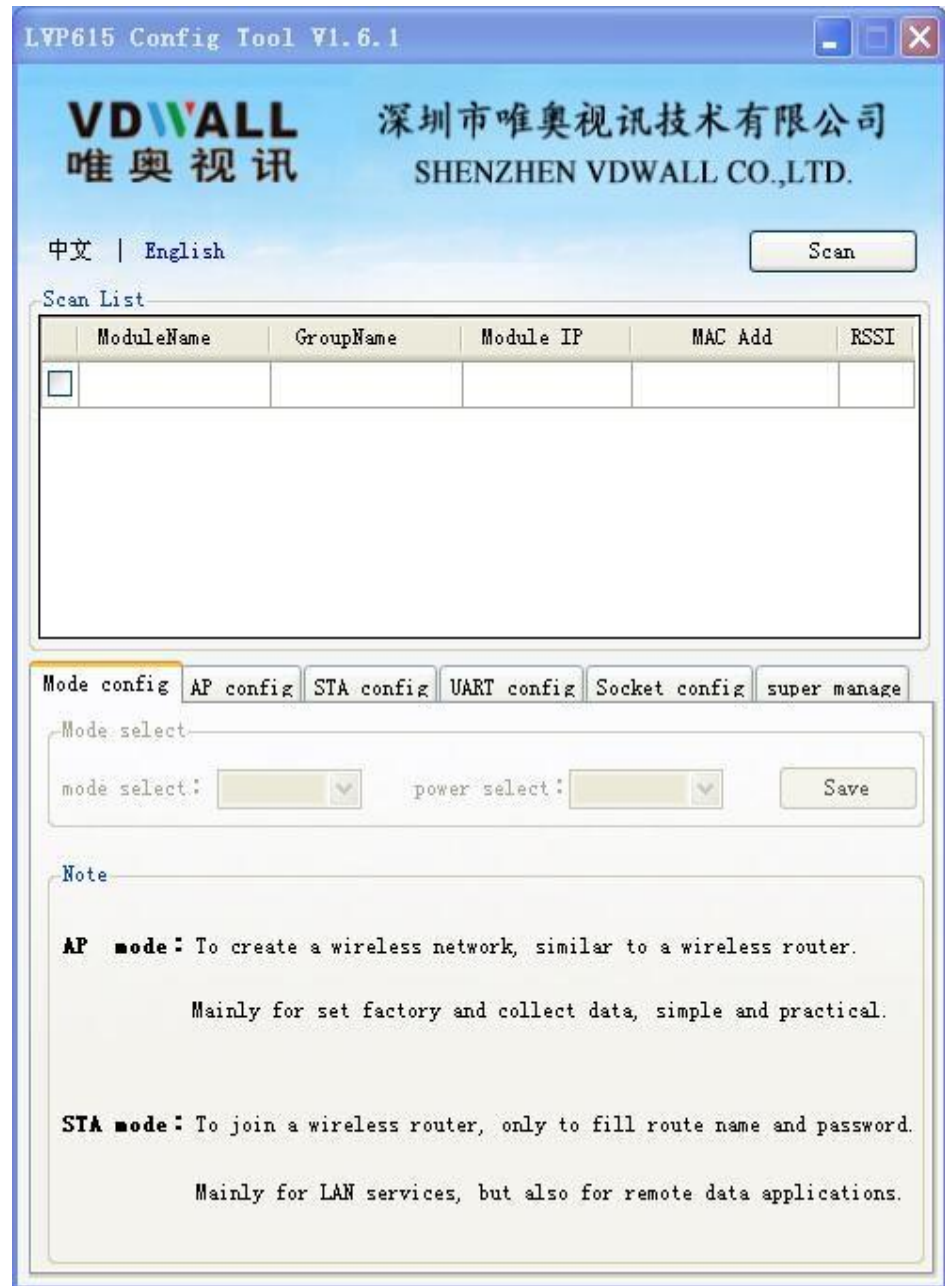 LVP615 Config Tool V1.6.1
VDWALL 深圳市唯奥视讯技术有限公司
唯奥视讯 SHENZHEN VDWALL CO.,LTD.
中文 | English Scan
Scan List
ModuleName GroupName Module IP MAC Add RSSI
Mode config AP config STA config UART config Socket config super manage
Mode select
mode select: power select: Save
Note
AP mode: To create a wireless network, similar to a wireless router.
Mainly for set factory and collect data, simple and practical.
STA mode: To join a wireless router, only to fill route name and password.
Mainly for LAN services, but also for remote data applications.